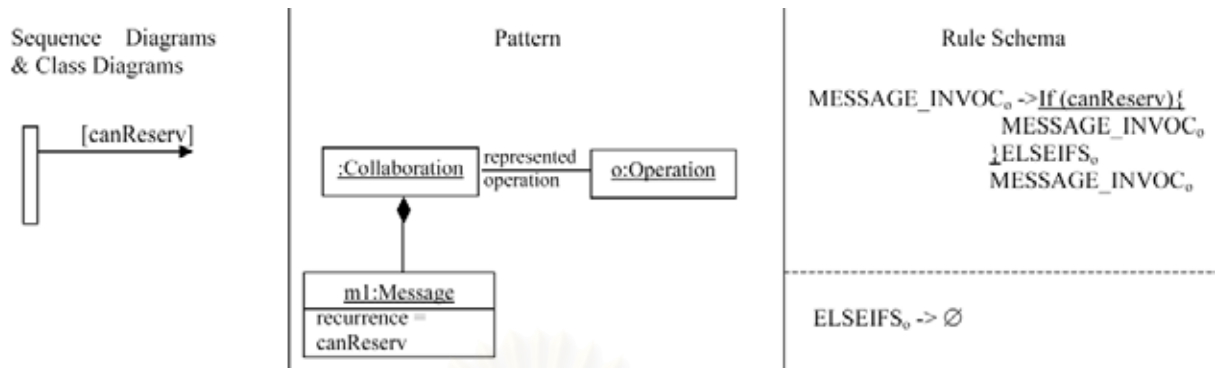 Sequence Diagrams
& Class Diagrams
[canReserv]
Pattern
:Collaboration
represented
operation
o:Operation
m1:Message
recurrence =
canReserv
Rule Schema
MESSAGE_INVOCₒ ->If (canReserv){
MESSAGE_INVOCₒ
}ELSEIFSₒ
MESSAGE_INVOCₒ
ELSEIFSₒ -> ∅